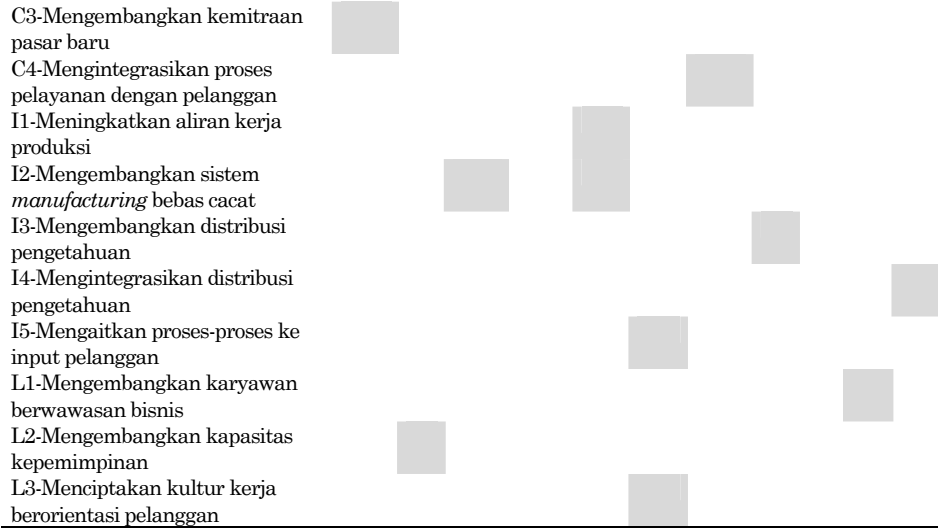 C3-Mengembangkan kemitraan
pasar baru
C4-Mengintegrasikan proses
pelayanan dengan pelanggan
I1-Meningkatkan aliran kerja
produksi
I2-Mengembangkan sistem
manufacturing bebas cacat
I3-Mengembangkan distribusi
pengetahuan
I4-Mengintegrasikan distribusi
pengetahuan
I5-Mengaitkan proses-proses ke
input pelanggan
L1-Mengembangkan karyawan
berwawasan bisnis
L2-Mengembangkan kapasitas
kepemimpinan
L3-Menciptakan kultur kerja
berorientasi pelanggan